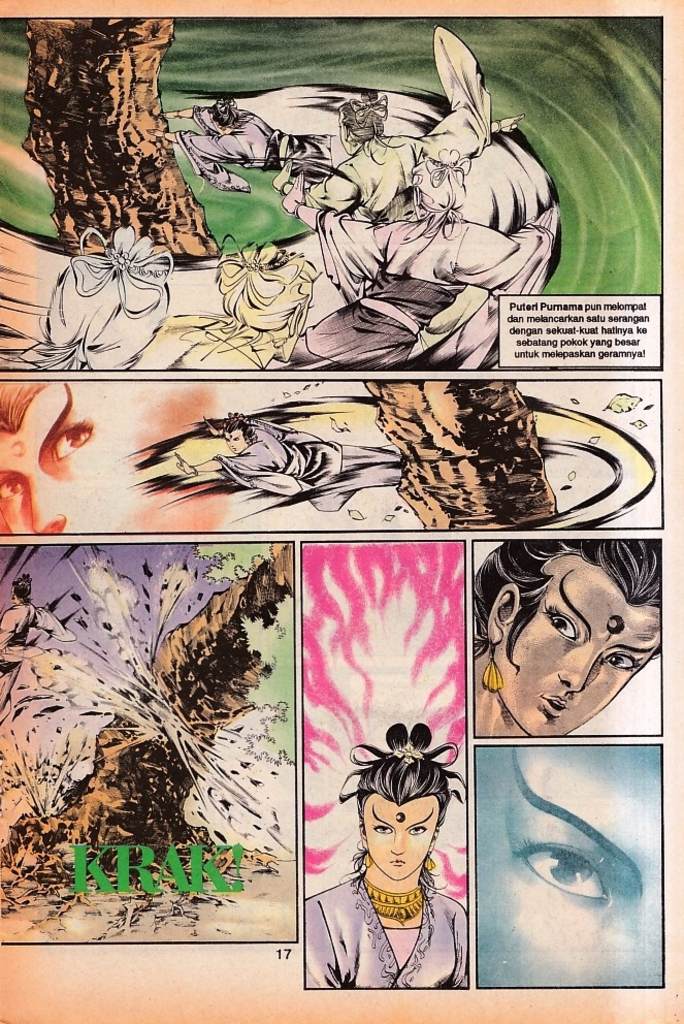 Puteri Purnama pun melompat
dan melancarkan satu serangan
dengan sekuat-kuat hatinya ke
sebatang pokok yang besar
untuk melepaskan geramnya!
KRAK!
17